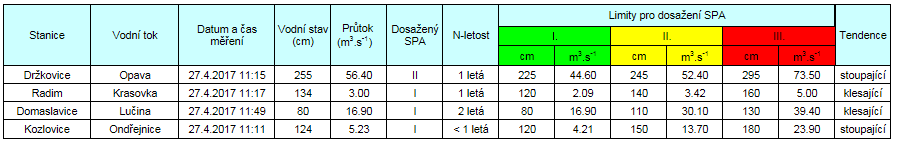 Stanice Vodní tok Datum a čas měření Vodní stav (cm) Průtok (m³.s⁻¹) Dosažený SPA N-letost Limity pro dosažení SPA Tendence
I. II. III.
cm m³.s⁻¹ cm m³.s⁻¹ cm m³.s⁻¹
Držkovice Opava 27.4.2017 11:15 255 56.40 II 1 letá 225 44.60 245 52.40 295 73.50 stoupající
Radim Krasovka 27.4.2017 11:17 134 3.00 I 1 letá 120 2.09 140 3.42 160 5.00 klesající
Domaslavice Lučina 27.4.2017 11:49 80 16.90 I 2 letá 80 16.90 110 30.10 130 39.40 klesající
Kozlovice Ondřejnice 27.4.2017 11:11 124 5.23 I < 1 letá 120 4.21 150 13.70 180 23.90 stoupající